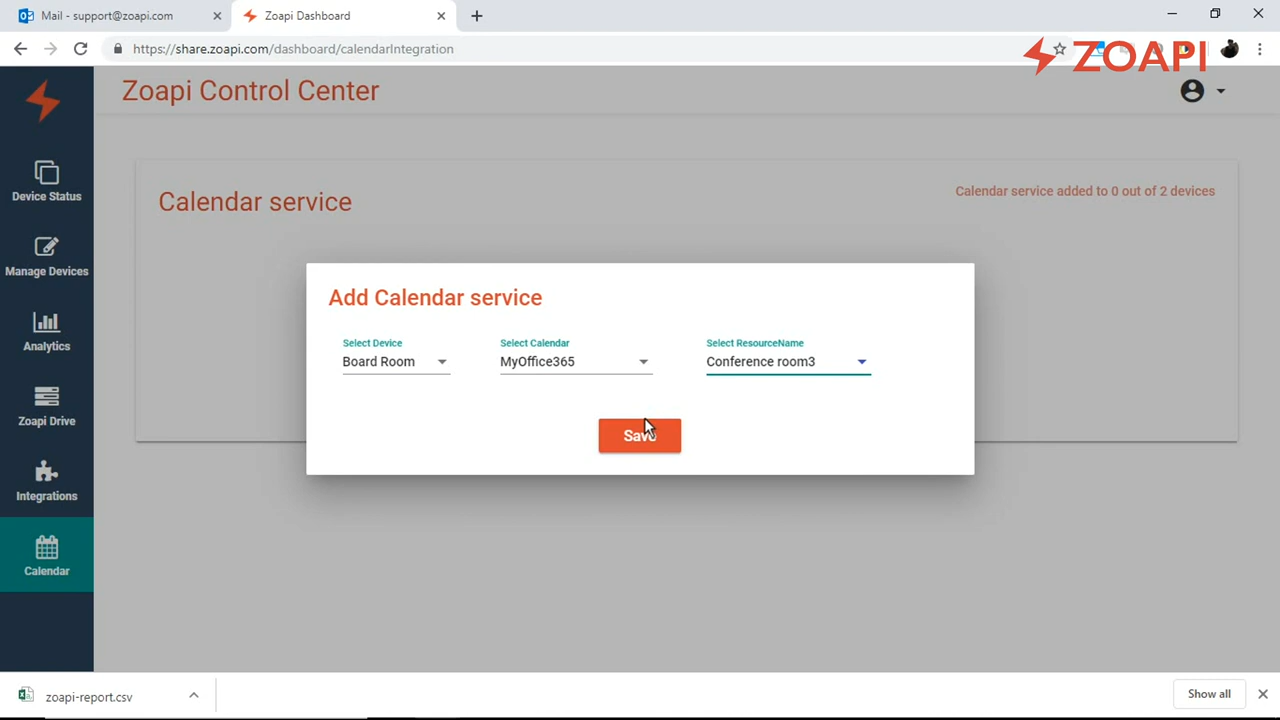 Mail - support@zoapi.com
Zoapi Dashboard
https://share.zoapi.com/dashboard/calendarIntegration
ZOAPI
Zoapi Control Center
Device Status
Manage Devices
Analytics
Zoapi Drive
Integrations
Calendar
Calendar service
Calendar service added to 0 out of 2 devices
Add Calendar service
Select Device
Select Calendar
Select ResourceName
Board Room
MyOffice365
Conference room3
Save
zoapi-report.csv
Show all